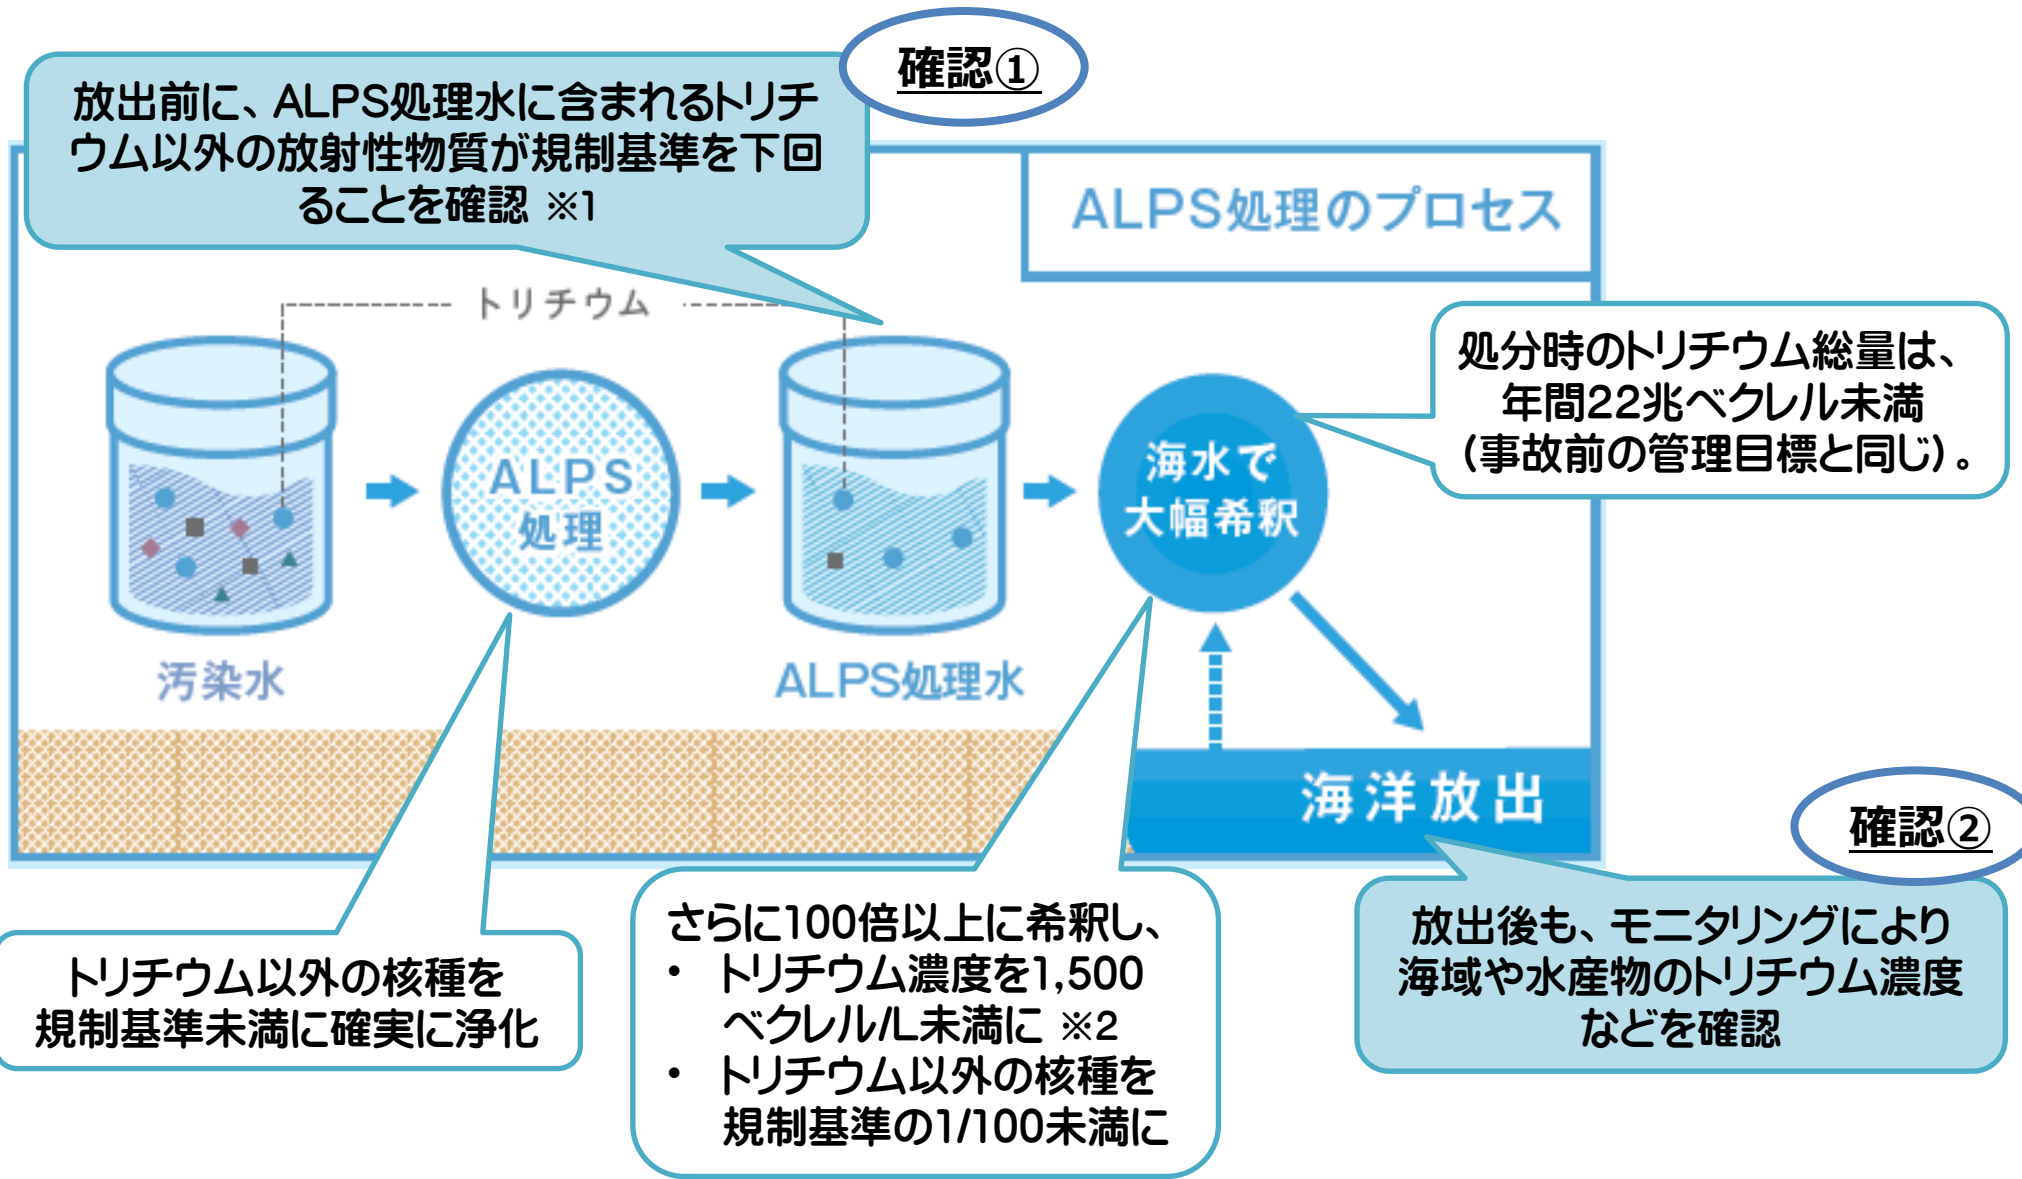 確認①
放出前に、ALPS処理水に含まれるトリチ
ウム以外の放射性物質が規制基準を下回
ることを確認 ※1
ALPS処理のプロセス
トリチウム
処分時のトリチウム総量は、
年間22兆ベクレル未満
（事故前の管理目標と同じ）。
ALPS
処理
海水で
大幅希釈
汚染水
ALPS処理水
海洋放出
確認②
トリチウム以外の核種を
規制基準未満に確実に浄化
さらに100倍以上に希釈し、
• トリチウム濃度を1,500
ベクレル/L未満に ※2
• トリチウム以外の核種を
規制基準の1/100未満に
放出後も、モニタリングにより
海域や水産物のトリチウム濃度
などを確認